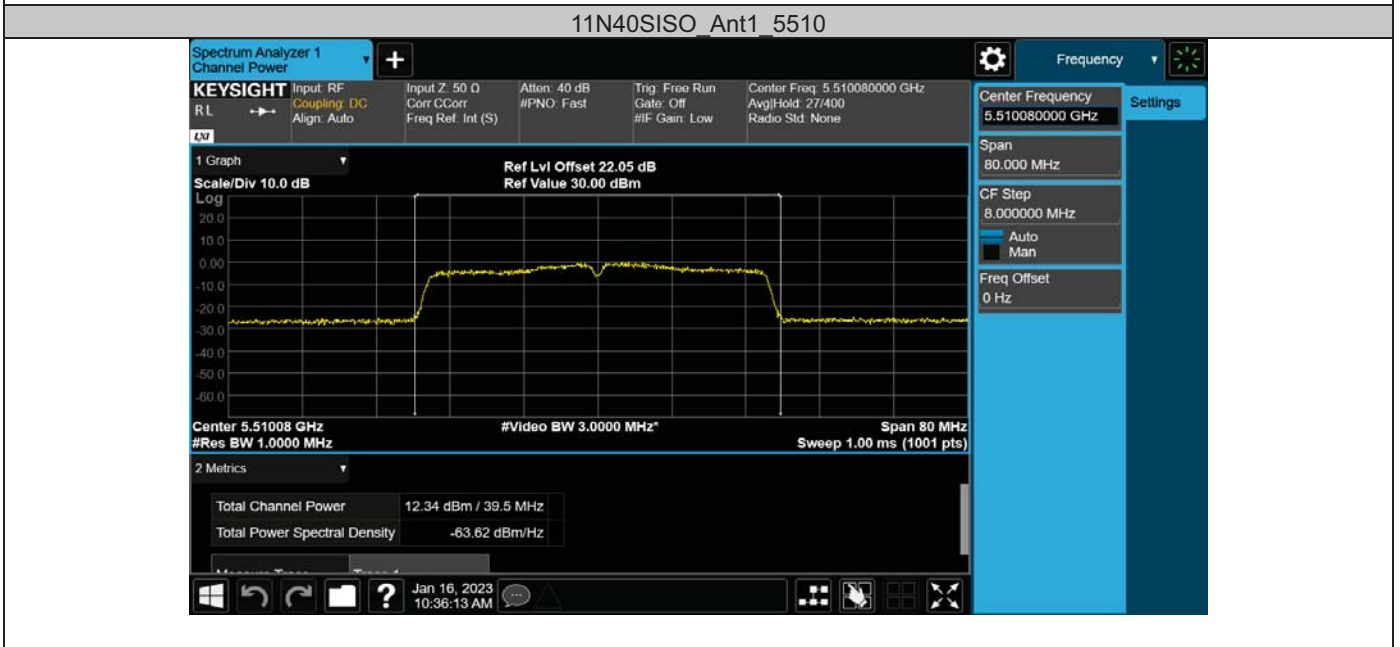 11N40SISO_Ant1_5510
Spectrum Analyzer 1
Channel Power
Frequency
KEYSIGHT
R L
LXI
Input: RF
Coupling: DC
Align: Auto
Input Z: 50 Ω
Corr CCorr
Freq Ref: Int (S)
Atten: 40 dB
#PNO: Fast
Trig: Free Run
Gate: Off
#IF Gain: Low
Center Freq: 5.510080000 GHz
Avg|Hold: 27/400
Radio Std: None
Center Frequency
5.510080000 GHz
Settings
Span
80.000 MHz
CF Step
8.000000 MHz
Auto
Man
Freq Offset
0 Hz
1 Graph
Scale/Div 10.0 dB
Ref Lvl Offset 22.05 dB
Ref Value 30.00 dBm
Log
20.0
10.0
0.00
-10.0
-20.0
-30.0
-40.0
-50.0
-60.0
Center 5.51008 GHz
#Video BW 3.0000 MHz*
Span 80 MHz
#Res BW 1.0000 MHz
Sweep 1.00 ms (1001 pts)
2 Metrics
Total Channel Power 12.34 dBm / 39.5 MHz
Total Power Spectral Density -63.62 dBm/Hz
?
Jan 16, 2023
10:36:13 AM